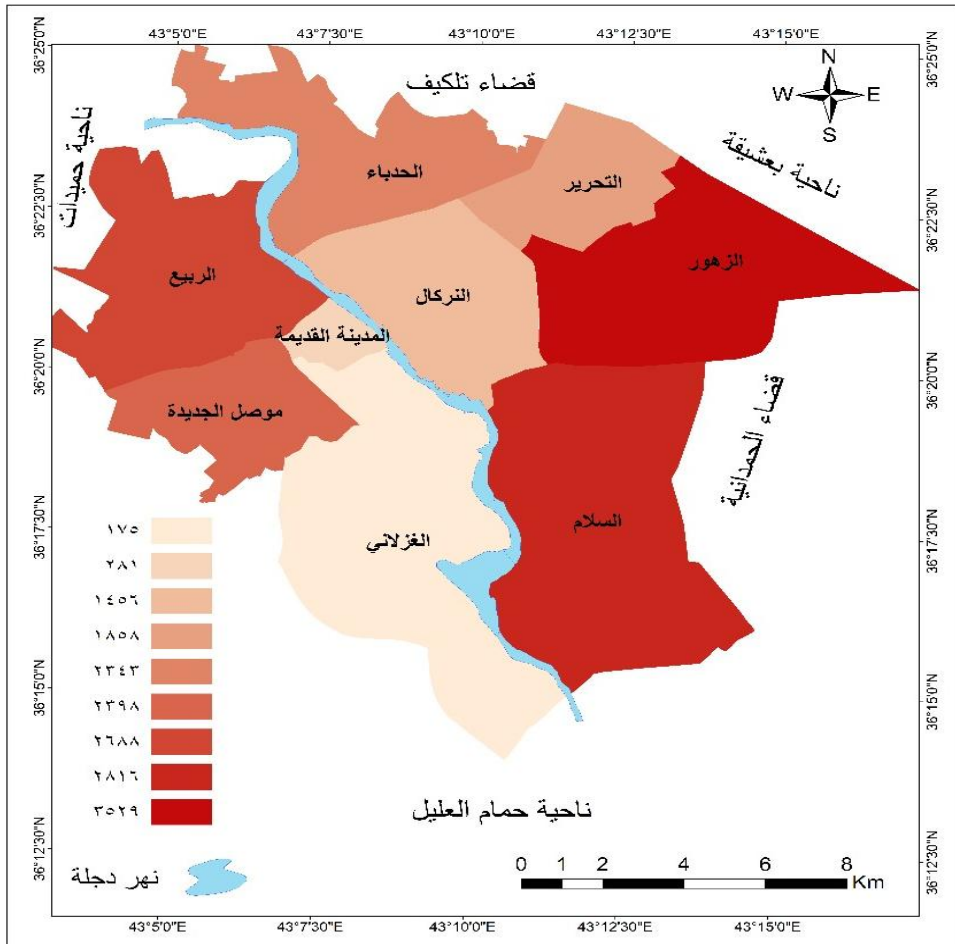 43°5'0"E 43°7'30"E 43°10'0"E 43°12'30"E 43°15'0"E
36°25'0"N
36°25'0"N
N
W E
S
قضاء تلكيف
ناحية حميدات
ناحية بعشيقة
الحدباء
التحرير
36°22'30"N
36°22'30"N
الزهور
الربيع
النركال
المدينة القديمة
36°20'0"N
36°20'0"N
موصل الجديدة
قضاء الحمدانية
36°17'30"N
36°17'30"N
السلام
الغزلاني
١٧٥
٢٨١
١٤٥٦
١٨٥٨
٢٣٤٣
٢٣٩٨
٢٦٨٨
٢٨١٦
٣٥٢٩
36°15'0"N
36°15'0"N
ناحية حمام العليل
36°12'30"N
36°12'30"N
نهر دجلة
0 1 2 4 6 8
Km
43°5'0"E 43°7'30"E 43°10'0"E 43°12'30"E 43°15'0"E